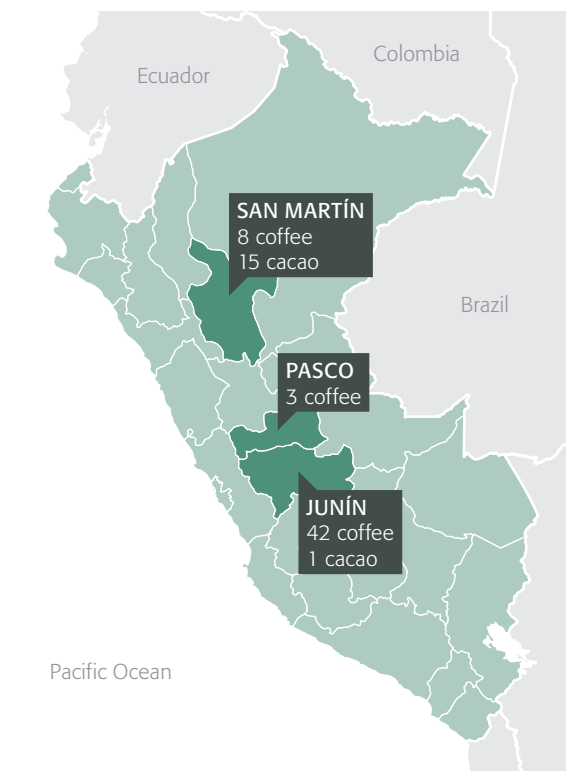 Colombia
Ecuador
SAN MARTÍN
8 coffee
15 cacao
Brazil
PASCO
3 coffee
JUNÍN
42 coffee
1 cacao
Pacific Ocean